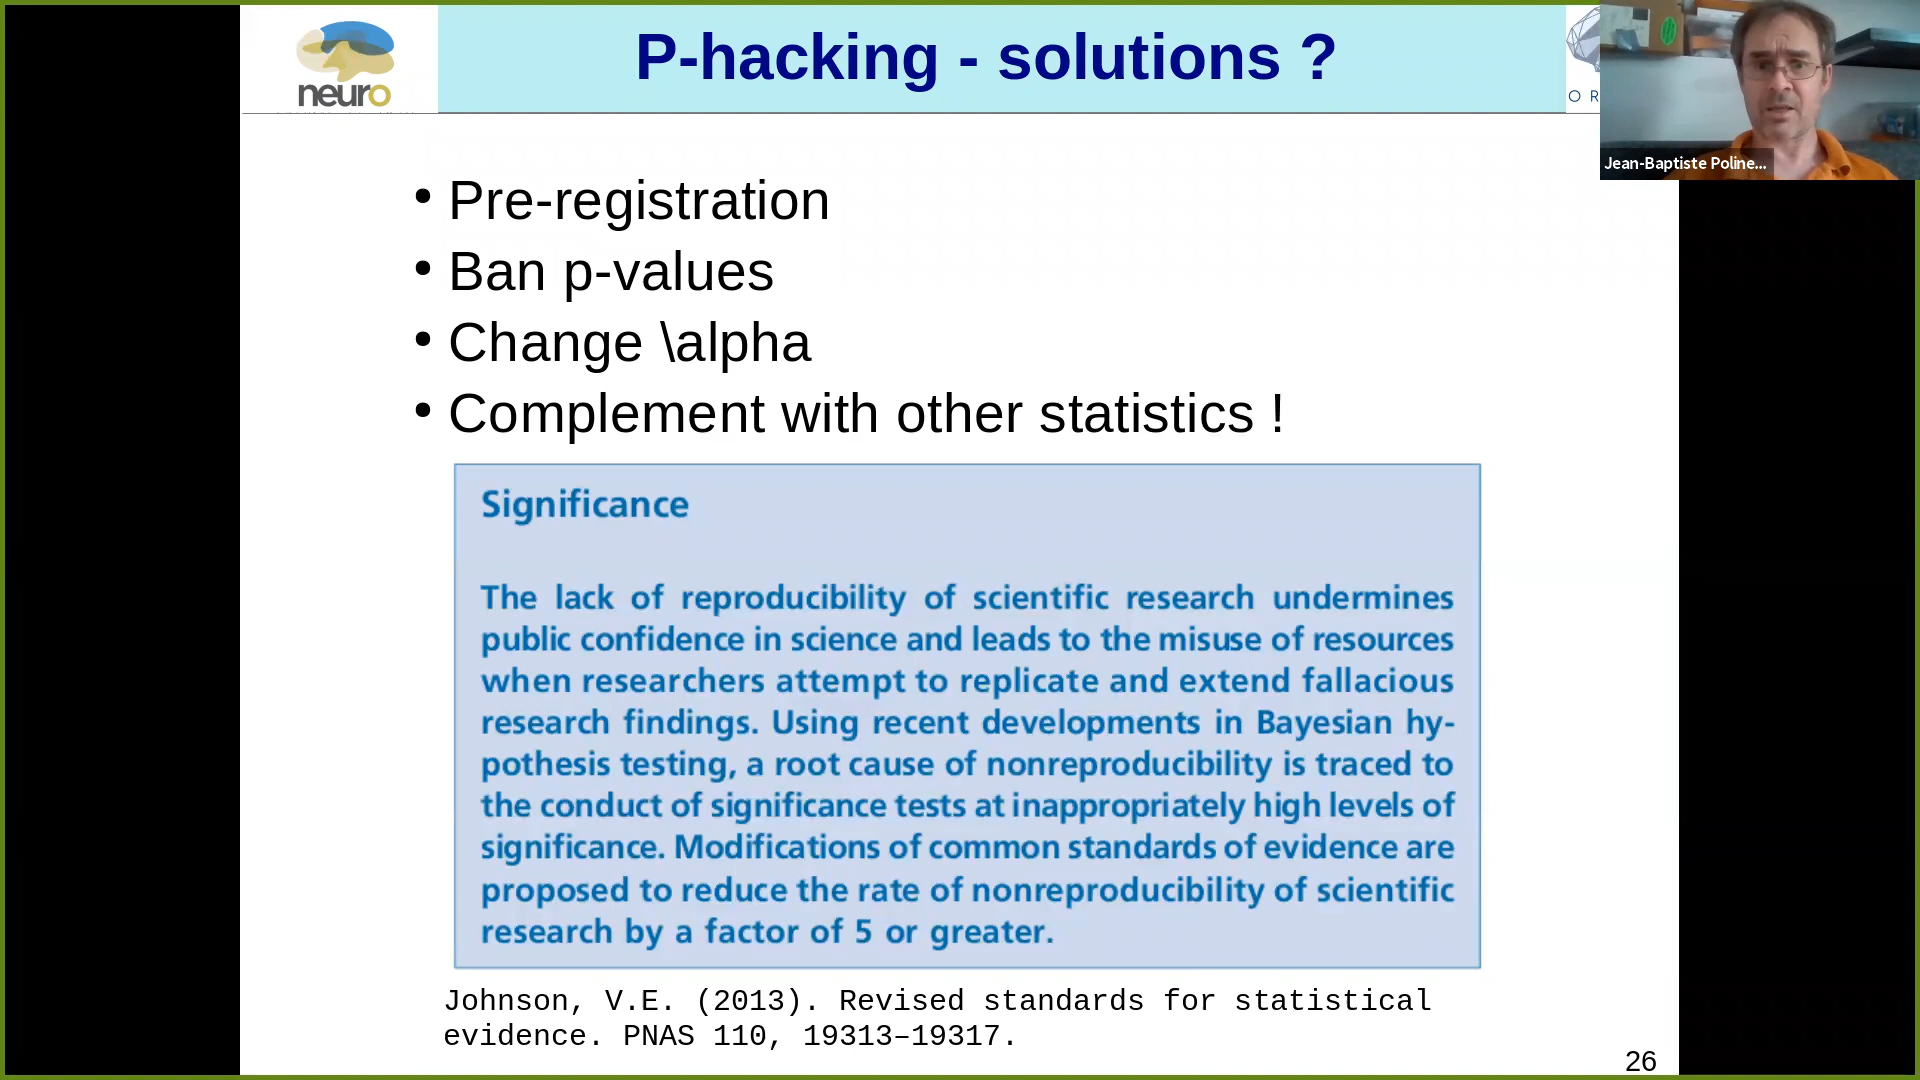 neuro
P-hacking - solutions ?
O R
Jean-Baptiste Poline...
• Pre-registration
• Ban p-values
• Change \alpha
• Complement with other statistics !
Significance
The lack of reproducibility of scientific research undermines
public confidence in science and leads to the misuse of resources
when researchers attempt to replicate and extend fallacious
research findings. Using recent developments in Bayesian hy-
pothesis testing, a root cause of nonreproducibility is traced to
the conduct of significance tests at inappropriately high levels of
significance. Modifications of common standards of evidence are
proposed to reduce the rate of nonreproducibility of scientific
research by a factor of 5 or greater.
Johnson, V.E. (2013). Revised standards for statistical
evidence. PNAS 110, 19313–19317.
26